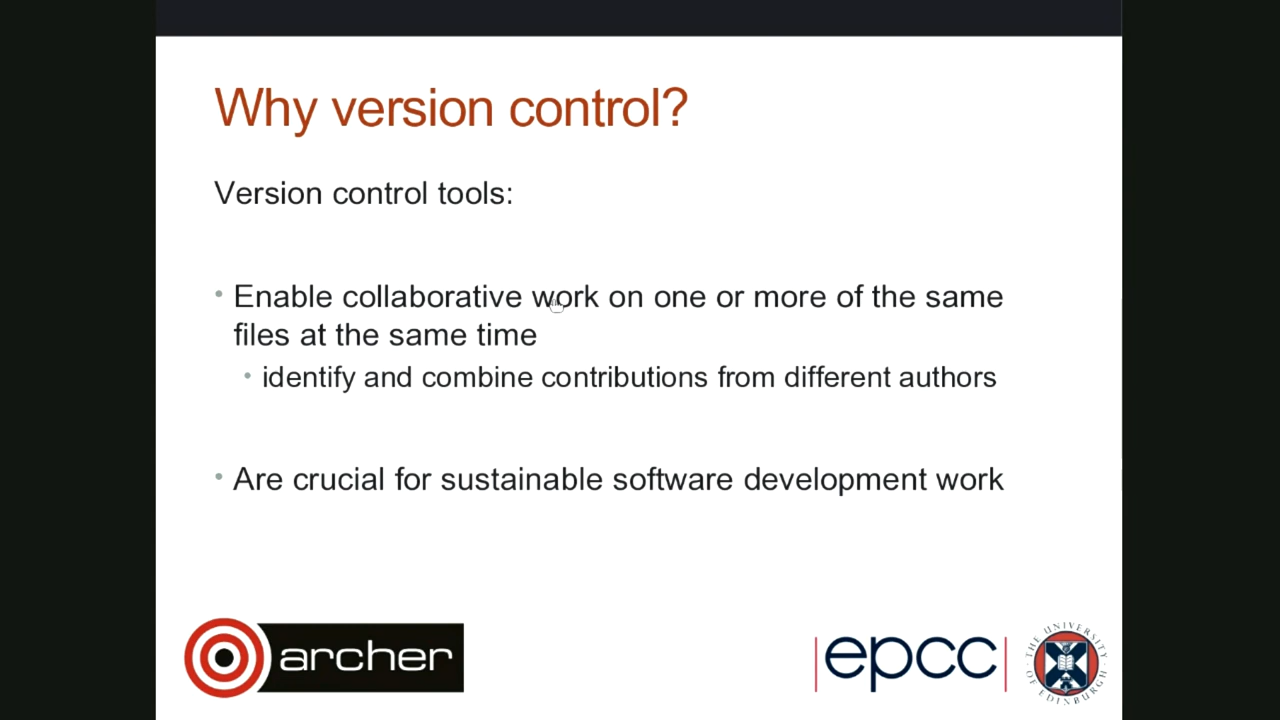 Why version control?
Version control tools:
• Enable collaborative work on one or more of the same
files at the same time
• identify and combine contributions from different authors
• Are crucial for sustainable software development work
archer
epcc
THE UNIVERSITY
OF EDINBURGH